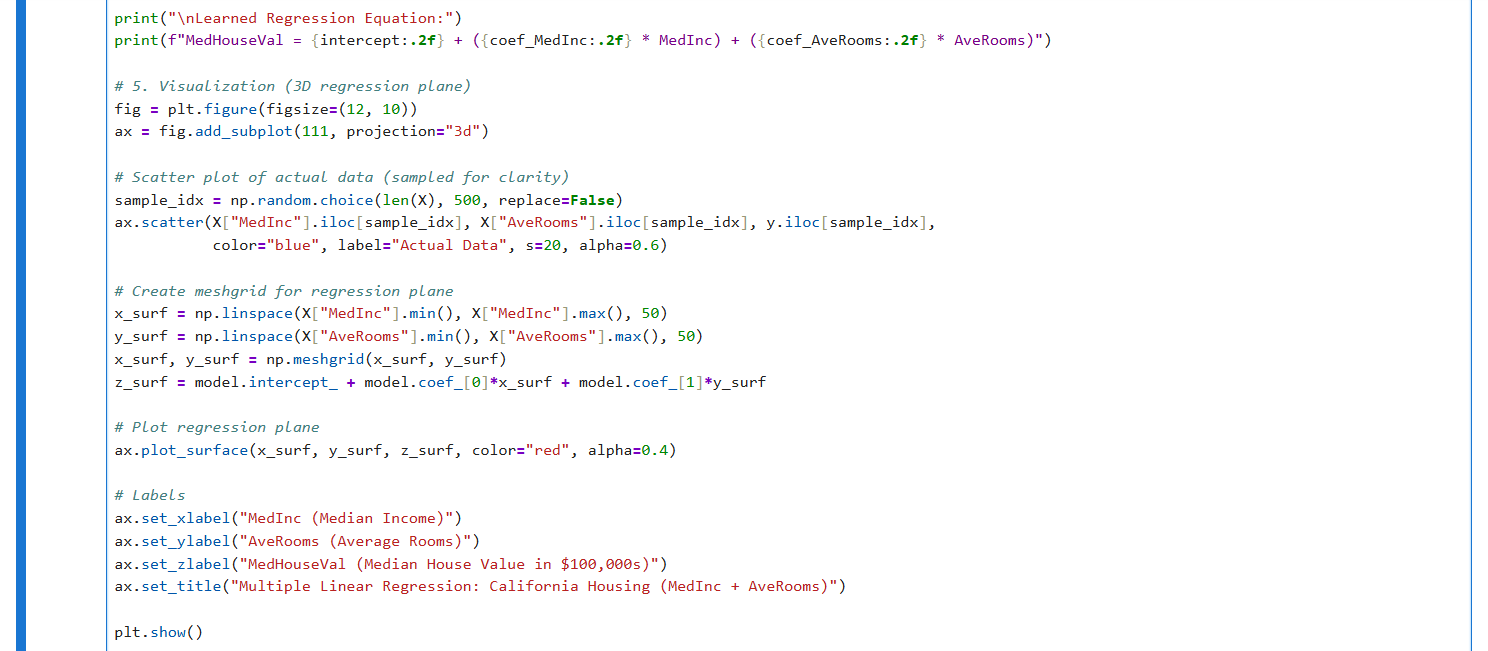 print("\nLearned Regression Equation:")
print(f"MedHouseVal = {intercept:.2f} + ({coef_MedInc:.2f} * MedInc) + ({coef_AveRooms:.2f} * AveRooms)")
# 5. Visualization (3D regression plane)
fig = plt.figure(figsize=(12, 10))
ax = fig.add_subplot(111, projection="3d")
# Scatter plot of actual data (sampled for clarity)
sample_idx = np.random.choice(len(X), 500, replace=False)
ax.scatter(X["MedInc"].iloc[sample_idx], X["AveRooms"].iloc[sample_idx], y.iloc[sample_idx],
           color="blue", label="Actual Data", s=20, alpha=0.6)
# Create meshgrid for regression plane
x_surf = np.linspace(X["MedInc"].min(), X["MedInc"].max(), 50)
y_surf = np.linspace(X["AveRooms"].min(), X["AveRooms"].max(), 50)
x_surf, y_surf = np.meshgrid(x_surf, y_surf)
z_surf = model.intercept_ + model.coef_[0]*x_surf + model.coef_[1]*y_surf
# Plot regression plane
ax.plot_surface(x_surf, y_surf, z_surf, color="red", alpha=0.4)
# Labels
ax.set_xlabel("MedInc (Median Income)")
ax.set_ylabel("AveRooms (Average Rooms)")
ax.set_zlabel("MedHouseVal (Median House Value in $100,000s)")
ax.set_title("Multiple Linear Regression: California Housing (MedInc + AveRooms)")
plt.show()